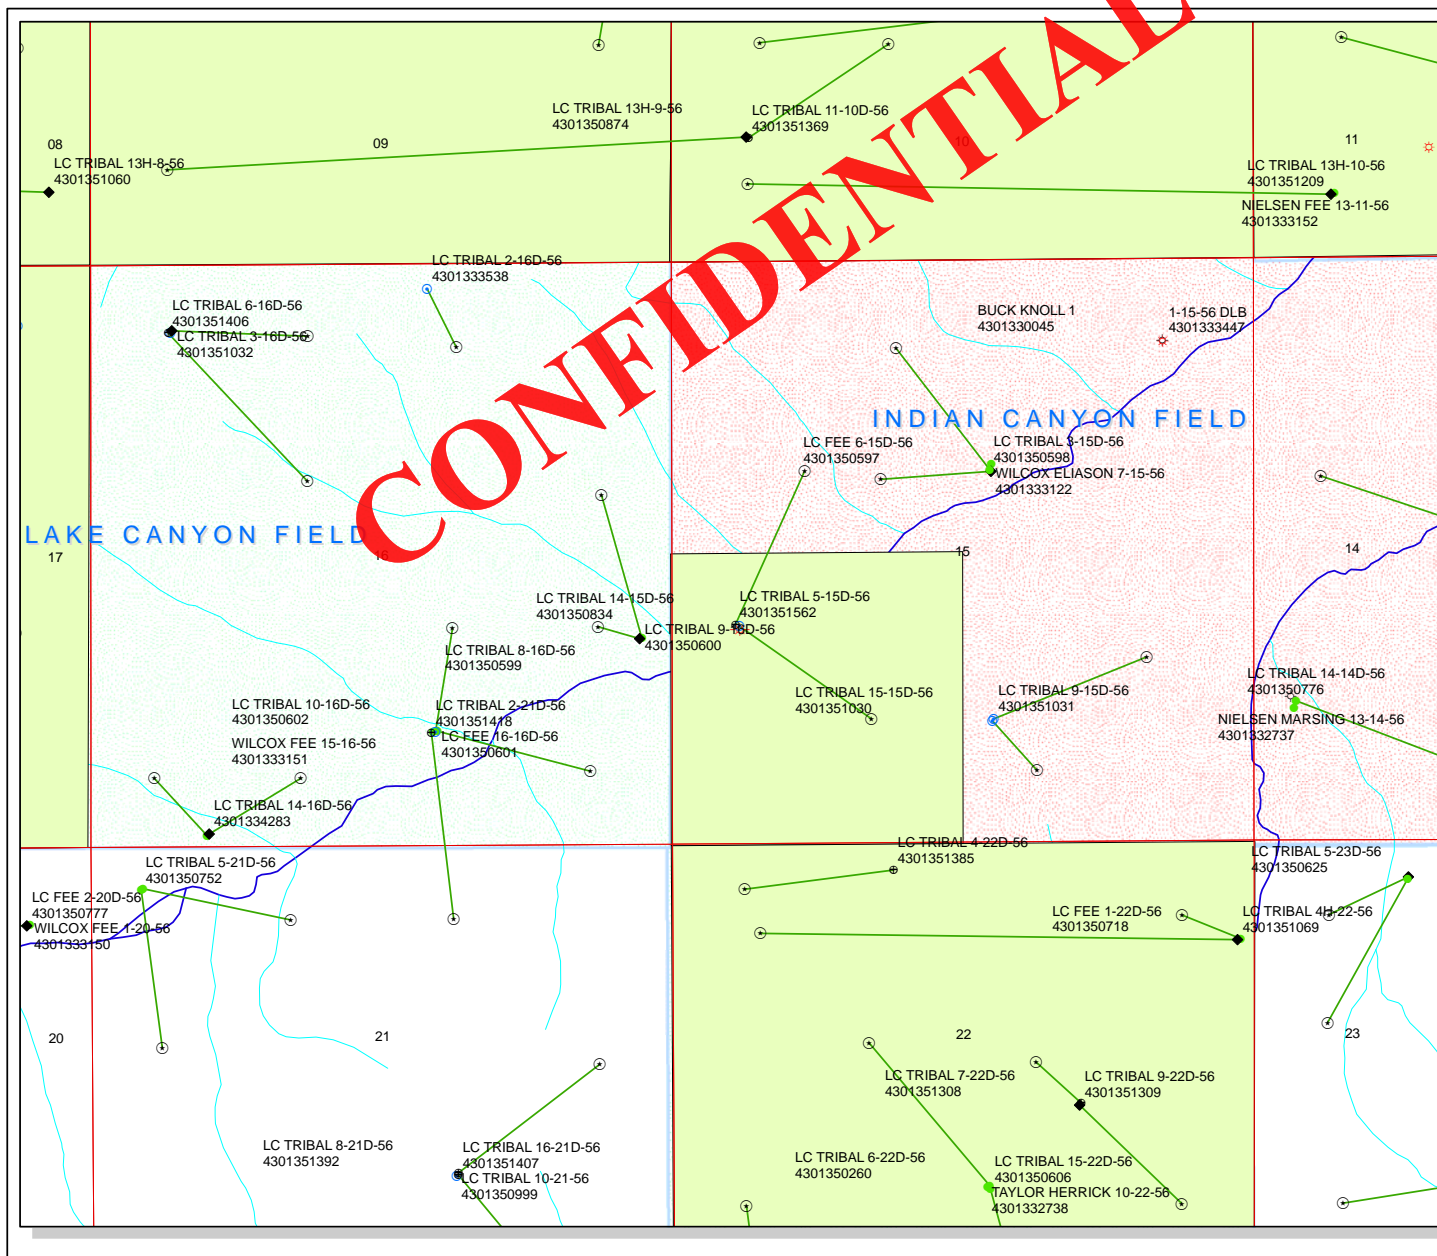 CONFIDENTIAL
LC TRIBAL 13H-9-56
4301350874
LC TRIBAL 11-10D-56
4301351369
08
09
10
11
LC TRIBAL 13H-8-56
4301351060
LC TRIBAL 13H-10-56
4301351209
NIELSEN FEE 13-11-56
4301333152
LC TRIBAL 2-16D-56
4301333538
LC TRIBAL 6-16D-56
4301351406
LC TRIBAL 3-16D-56
4301351032
BUCK KNOLL 1
4301330045
1-15-56 DLB
4301333447
INDIAN CANYON FIELD
LC FEE 6-15D-56
4301350597
LC TRIBAL 3-15D-56
4301350598
WILCOX ELIASON 7-15-56
4301333122
LAKE CANYON FIELD
17
16
15
14
LC TRIBAL 14-15D-56
4301350834
LC TRIBAL 5-15D-56
4301351562
LC TRIBAL 9-16D-56
4301350600
LC TRIBAL 8-16D-56
4301350599
LC TRIBAL 10-16D-56
4301350602
LC TRIBAL 2-21D-56
4301351418
LC FEE 16-16D-56
4301350601
WILCOX FEE 15-16-56
4301333151
LC TRIBAL 15-15D-56
4301351030
LC TRIBAL 9-15D-56
4301351031
LC TRIBAL 14-14D-56
4301350776
NIELSEN MARSING 13-14-56
4301332737
LC TRIBAL 14-16D-56
4301334283
LC TRIBAL 5-21D-56
4301350752
LC TRIBAL 4-22D-56
4301351385
LC TRIBAL 5-23D-56
4301350625
LC FEE 2-20D-56
4301350777
WILCOX FEE 1-20-56
4301333150
LC FEE 1-22D-56
4301350718
LC TRIBAL 4H-22-56
4301351069
20
21
22
23
LC TRIBAL 7-22D-56
4301351308
LC TRIBAL 9-22D-56
4301351309
LC TRIBAL 8-21D-56
4301351392
LC TRIBAL 16-21D-56
4301351407
LC TRIBAL 10-21-56
4301350999
LC TRIBAL 6-22D-56
4301350260
LC TRIBAL 15-22D-56
4301350606
TAYLOR HERRICK 10-22-56
4301332738